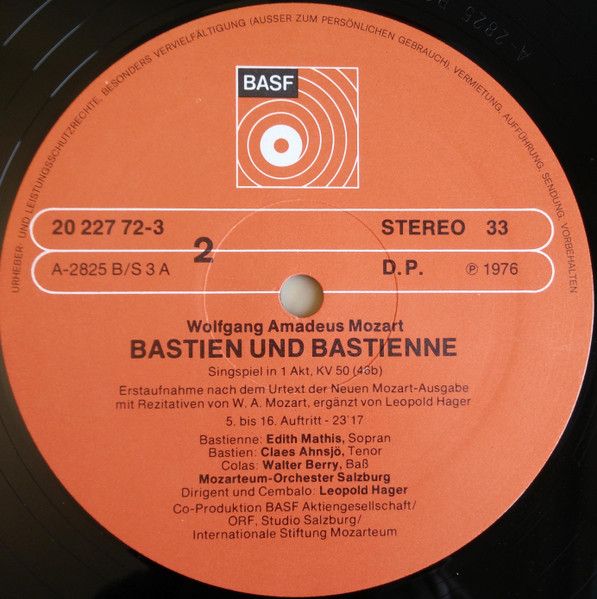 URHEBER- UND LEISTUNGSSCHUTZRECHTE, BESONDERS VERVIELFÄLTIGUNG (AUSSER ZUM PERSÖNLICHEN GEBRAUCH), VERMIETUNG, AUFFÜHRUNG, SENDUNG, VORBEHALTEN.
A 2825 B
BASF
20 227 72-3
2
STEREO 33
A-2825 B/S 3 A
D.P.
℗ 1976
Wolfgang Amadeus Mozart
BASTIEN UND BASTIENNE
Singspiel in 1 Akt, KV 50 (46b)
Erstaufnahme nach dem Urtext der Neuen Mozart-Ausgabe
mit Rezitativen von W. A. Mozart, ergänzt von Leopold Hager
5. bis 16. Auftritt - 23'17
Bastienne: Edith Mathis, Sopran
Bastien: Claes Ahnsjö, Tenor
Colas: Walter Berry, Baß
Mozarteum-Orchester Salzburg
Dirigent und Cembalo: Leopold Hager
Co-Produktion BASF Aktiengesellschaft/
ORF, Studio Salzburg/
Internationale Stiftung Mozarteum